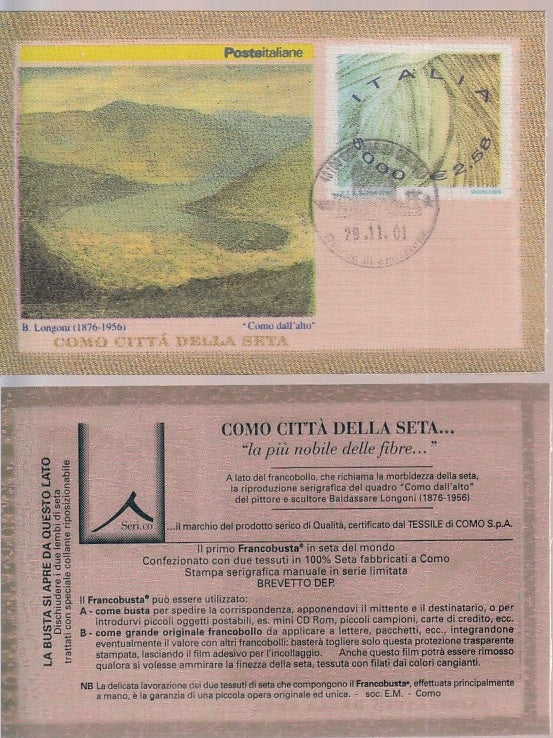 Posteitaliane
ITALIA
5000 €2.58
29.11.01
B. Longoni (1876-1956) "Como dall'alto"
COMO CITTÀ DELLA SETA
COMO CITTÀ DELLA SETA...
"la più nobile delle fibre..."
A lato del francobollo, che richiama la morbidezza della seta,
la riproduzione serigrafica del quadro "Como dall'alto"
del pittore e scultore Baldassare Longoni (1876-1956)
Seri.co
...il marchio del prodotto serico di Qualità, certificato dal TESSILE di COMO S.p.A.
Il primo Francobusta® in seta del mondo
Confezionato con due tessuti in 100% Seta fabbricati a Como
Stampa serigrafica manuale in serie limitata
BREVETTO DEP.
LA BUSTA SI APRE DA QUESTO LATO
Dischiudere i due lembi di seta
trattati con speciale collante riposizionabile
Il Francobusta® può essere utilizzato:
A - come busta per spedire la corrispondenza, apponendovi il mittente e il destinatario, o per
introdurvi piccoli oggetti postabili, es. mini CD Rom, piccoli campioni, carte di credito, ecc.
B - come grande originale francobollo da applicare a lettere, pacchetti, ecc., integrandone
eventualmente il valore con altri francobolli: basterà togliere solo questa protezione trasparente
stampata, lasciando il film adesivo per l'incollaggio. Anche questo film potrà essere rimosso
qualora si volesse ammirare la finezza della seta, tessuta con filati dai colori cangianti.
NB La delicata lavorazione dei due tessuti di seta che compongono il Francobusta®, effettuata principalmente
a mano, è la garanzia di una piccola opera originale ed unica. - soc. E.M. - Como